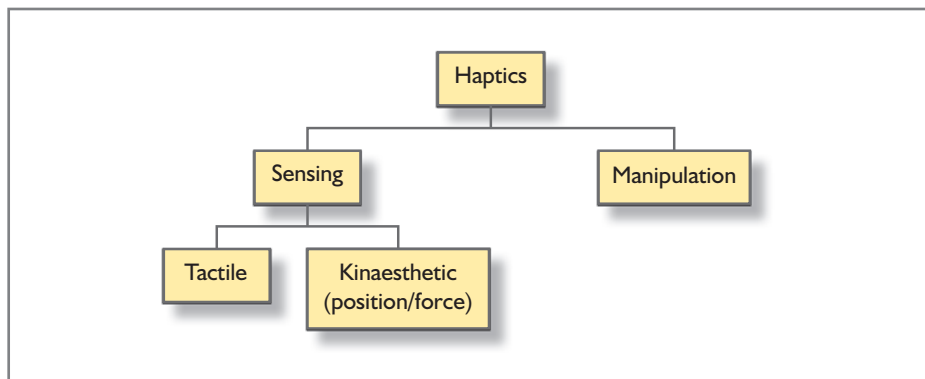 Haptics
Sensing
Manipulation
Tactile
Kinaesthetic
(position/force)